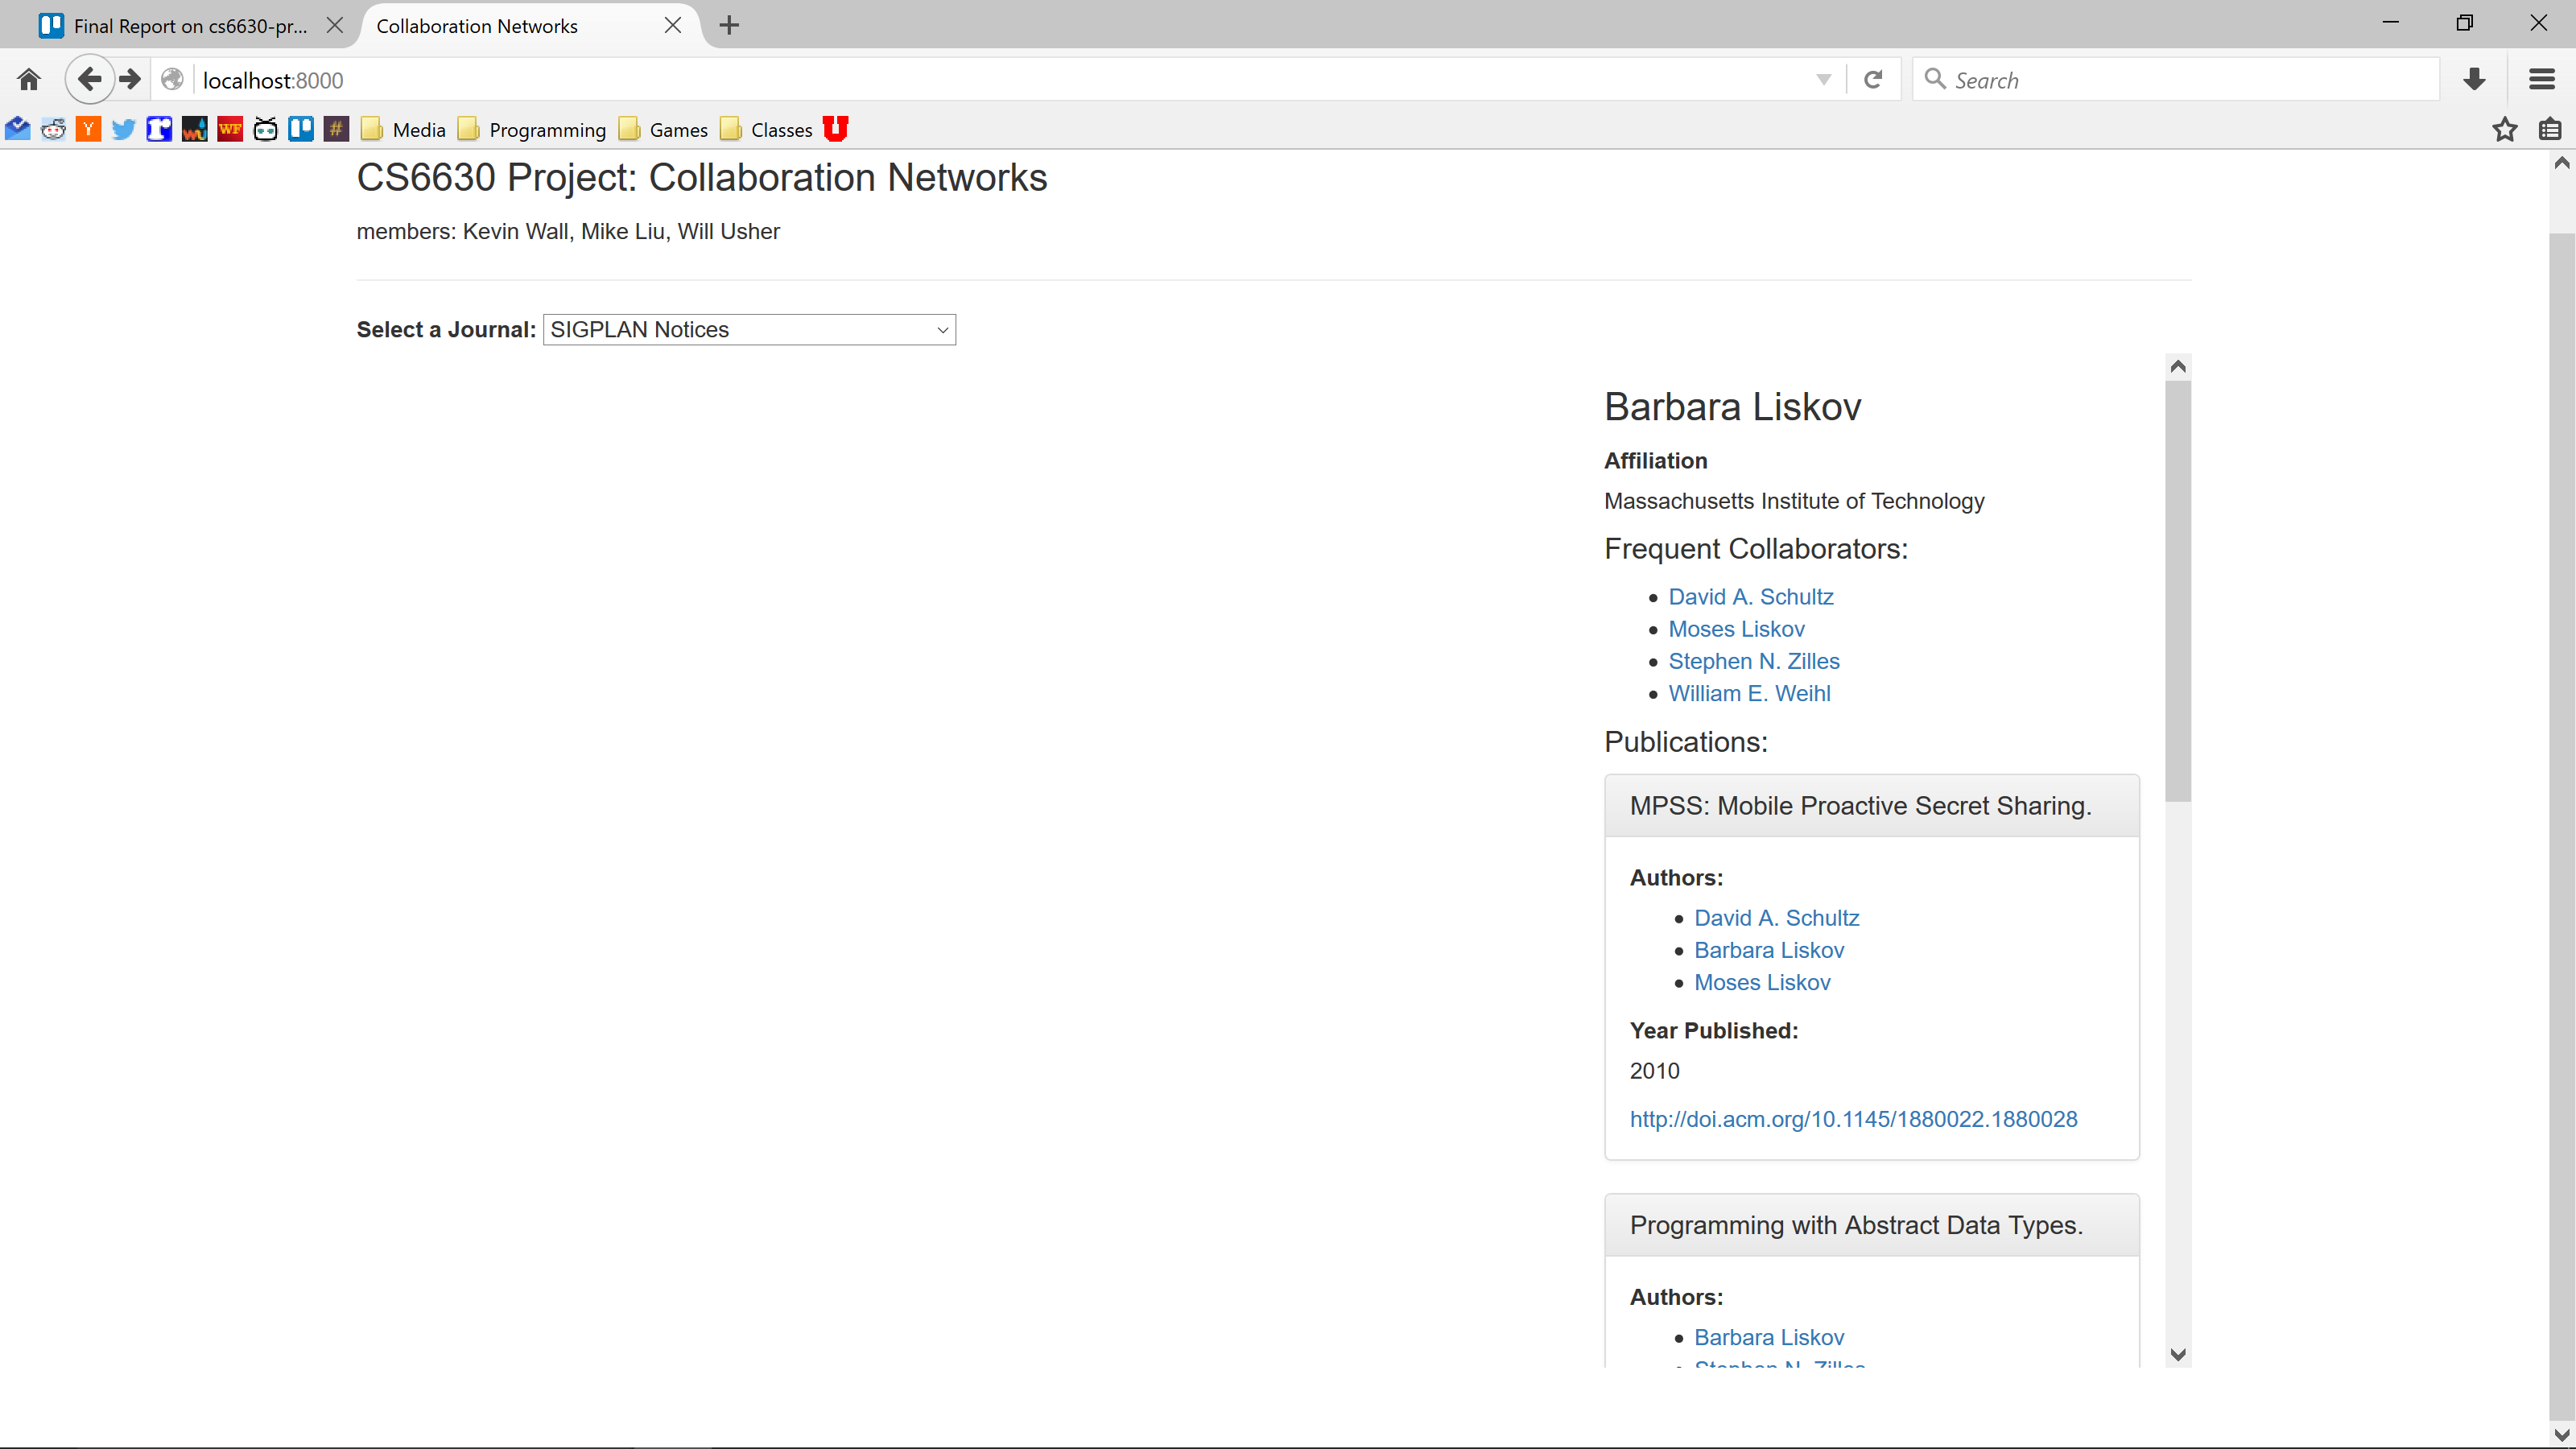 Final Report on cs6630-pr...
Collaboration Networks
localhost:8000
Search
Y
WF
#
Media
Programming
Games
Classes
U
CS6630 Project: Collaboration Networks
members: Kevin Wall, Mike Liu, Will Usher
Select a Journal: SIGPLAN Notices
Barbara Liskov
Affiliation
Massachusetts Institute of Technology
Frequent Collaborators:
David A. Schultz
Moses Liskov
Stephen N. Zilles
William E. Weihl
Publications:
MPSS: Mobile Proactive Secret Sharing.
Authors:
David A. Schultz
Barbara Liskov
Moses Liskov
Year Published:
2010
http://doi.acm.org/10.1145/1880022.1880028
Programming with Abstract Data Types.
Authors:
Barbara Liskov
Stephen N. Zilles